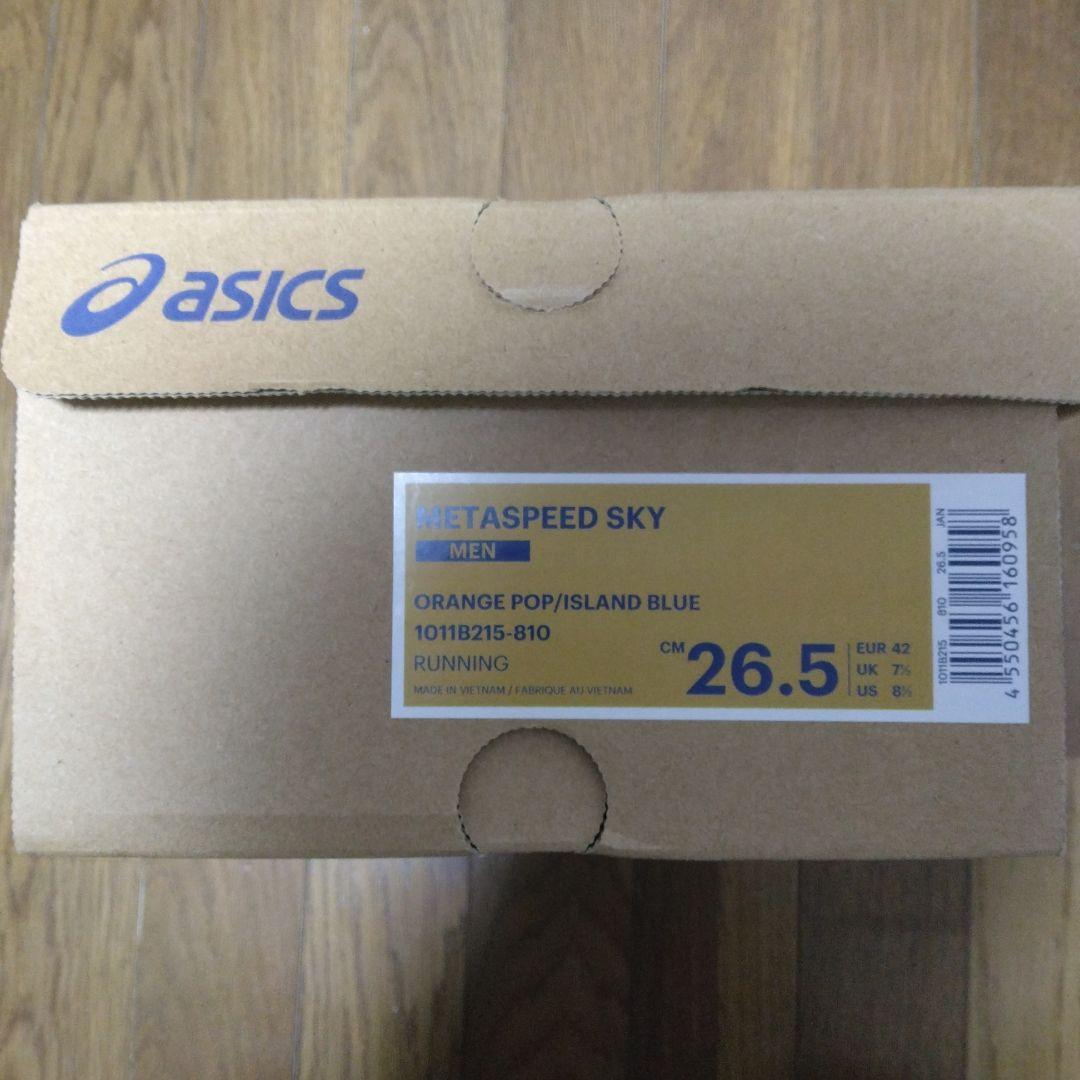 asics
METASPEED SKY
MEN
ORANGE POP/ISLAND BLUE
1011B215-810
RUNNING
MADE IN VIETNAM / FABRIQUE AU VIETNAM
CM 26.5
EUR 42
UK 7½
US 8½
1011B215 810 26.5 JAN
4 550456 160958